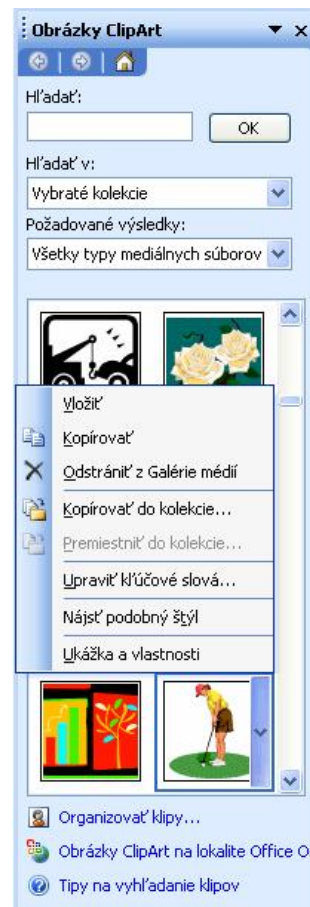 Obrázky ClipArt
Hľadať:
OK
Hľadať v:
Vybraté kolekcie
Požadované výsledky:
Všetky typy mediálnych súborov
Vložiť
Kopírovať
Odstrániť z Galérie médií
Kopírovať do kolekcie...
Premiestniť do kolekcie...
Upraviť kľúčové slová...
Nájsť podobný štýl
Ukážka a vlastnosti
Organizovať klipy...
Obrázky ClipArt na lokalite Office O
Tipy na vyhľadanie klipov